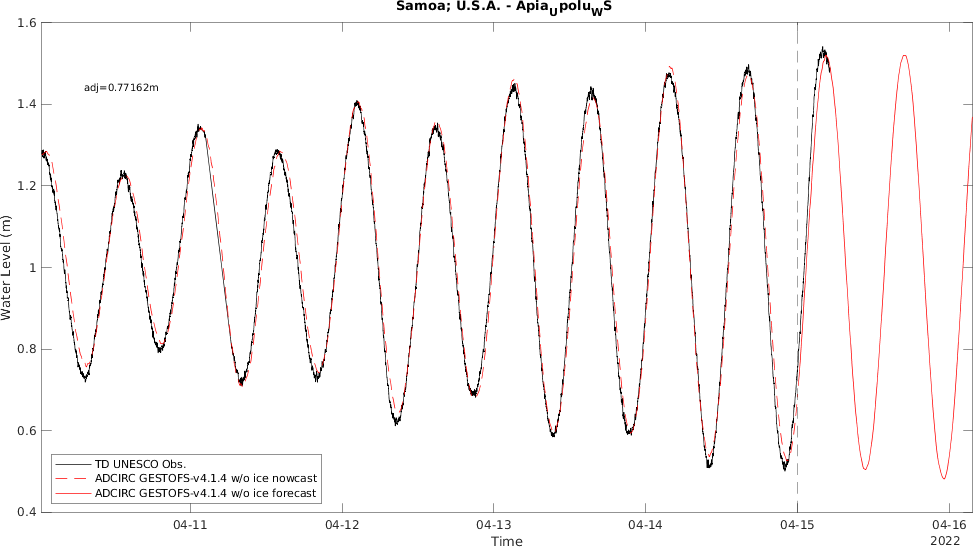 Samoa; U.S.A. - Apia_Upolu_WS
adj=0.77162m
1.6
1.4
1.2
1
0.8
0.6
0.4
Water Level (m)
TD UNESCO Obs.
ADCIRC GESTOFS-v4.1.4 w/o ice nowcast
ADCIRC GESTOFS-v4.1.4 w/o ice forecast
04-11 04-12 04-13 04-14 04-15 04-16
Time 2022